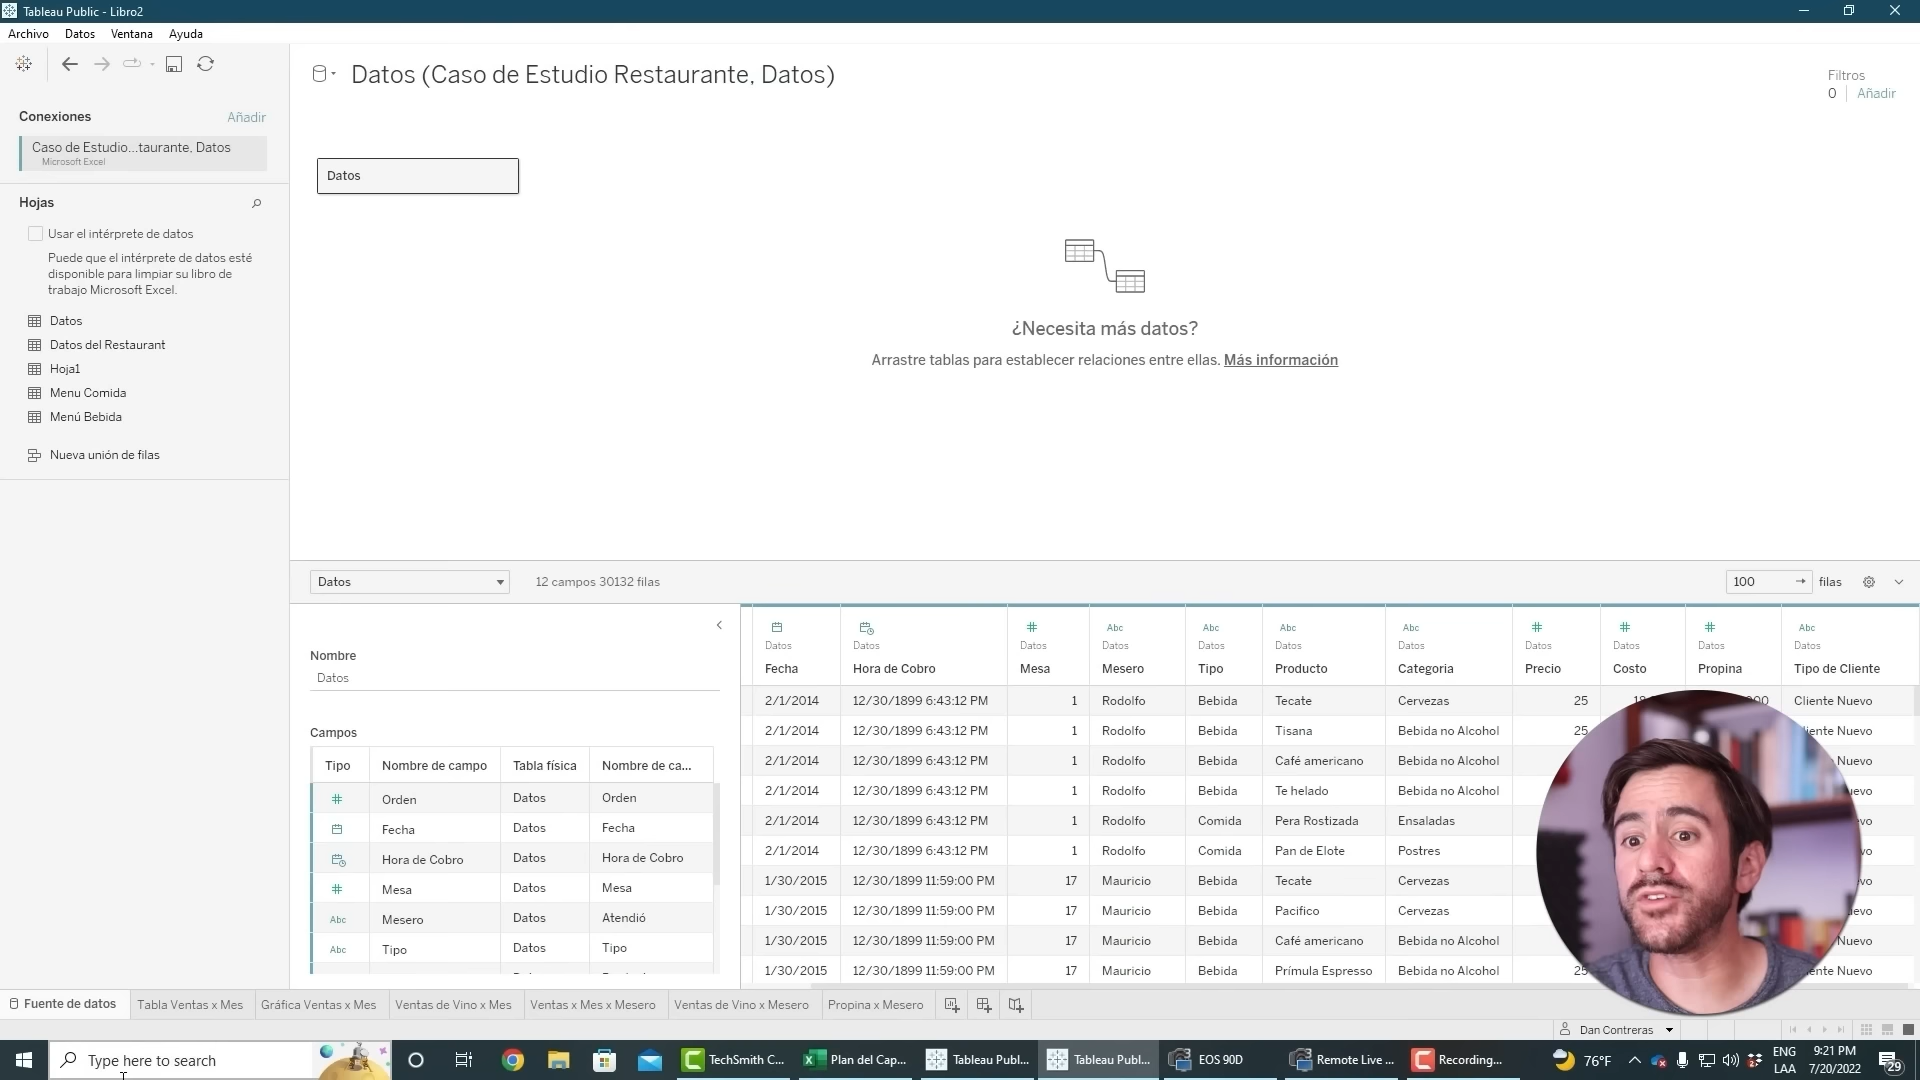 Tableau Public - Libro2
Archivo Datos Ventana Ayuda
Conexiones Añadir
Caso de Estudio...taurante, Datos
Microsoft Excel
Hojas
Usar el intérprete de datos
Puede que el intérprete de datos esté
disponible para limpiar su libro de
trabajo Microsoft Excel.
Datos
Datos del Restaurant
Hoja1
Menu Comida
Menú Bebida
Nueva unión de filas
Datos (Caso de Estudio Restaurante, Datos)
Filtros
0 Añadir
Datos
¿Necesita más datos?
Arrastre tablas para establecer relaciones entre ellas. Más información
Datos 12 campos 30132 filas 100 filas
Nombre
Datos
Campos
Tipo Nombre de campo Tabla física Nombre de ca...
# Orden Datos Orden
Fecha Datos Fecha
Hora de Cobro Datos Hora de Cobro
# Mesa Datos Mesa
Abc Mesero Datos Atendió
Abc Tipo Datos Tipo
# Abc Abc Abc Abc # # # Abc
Datos Datos Datos Datos Datos Datos Datos Datos Datos Datos Datos
Fecha Hora de Cobro Mesa Mesero Tipo Producto Categoria Precio Costo Propina Tipo de Cliente
2/1/2014 12/30/1899 6:43:12 PM 1 Rodolfo Bebida Tecate Cervezas 25 Cliente Nuevo
2/1/2014 12/30/1899 6:43:12 PM 1 Rodolfo Bebida Tisana Bebida no Alcohol 25 Nuevo
2/1/2014 12/30/1899 6:43:12 PM 1 Rodolfo Bebida Café americano Bebida no Alcohol
2/1/2014 12/30/1899 6:43:12 PM 1 Rodolfo Bebida Te helado Bebida no Alcohol
2/1/2014 12/30/1899 6:43:12 PM 1 Rodolfo Comida Pera Rostizada Ensaladas
2/1/2014 12/30/1899 6:43:12 PM 1 Rodolfo Comida Pan de Elote Postres
1/30/2015 12/30/1899 11:59:00 PM 17 Mauricio Bebida Tecate Cervezas
1/30/2015 12/30/1899 11:59:00 PM 17 Mauricio Bebida Pacifico Cervezas
1/30/2015 12/30/1899 11:59:00 PM 17 Mauricio Bebida Café americano Bebida no Alcohol Nuevo
1/30/2015 12/30/1899 11:59:00 PM 17 Mauricio Bebida Prímula Espresso Bebida no Alcohol 25 Nuevo
Fuente de datos Tabla Ventas x Mes Gráfica Ventas x Mes Ventas de Vino x Mes Ventas x Mes x Mesero Ventas de Vino x Mesero Propina x Mesero
Dan Contreras
Type here to search TechSmith C... Plan del Cap... Tableau Publ... Tableau Publ... EOS 90D Remote Live ... Recording... 76°F ENG 9:21 PM
LAA 7/20/2022 29